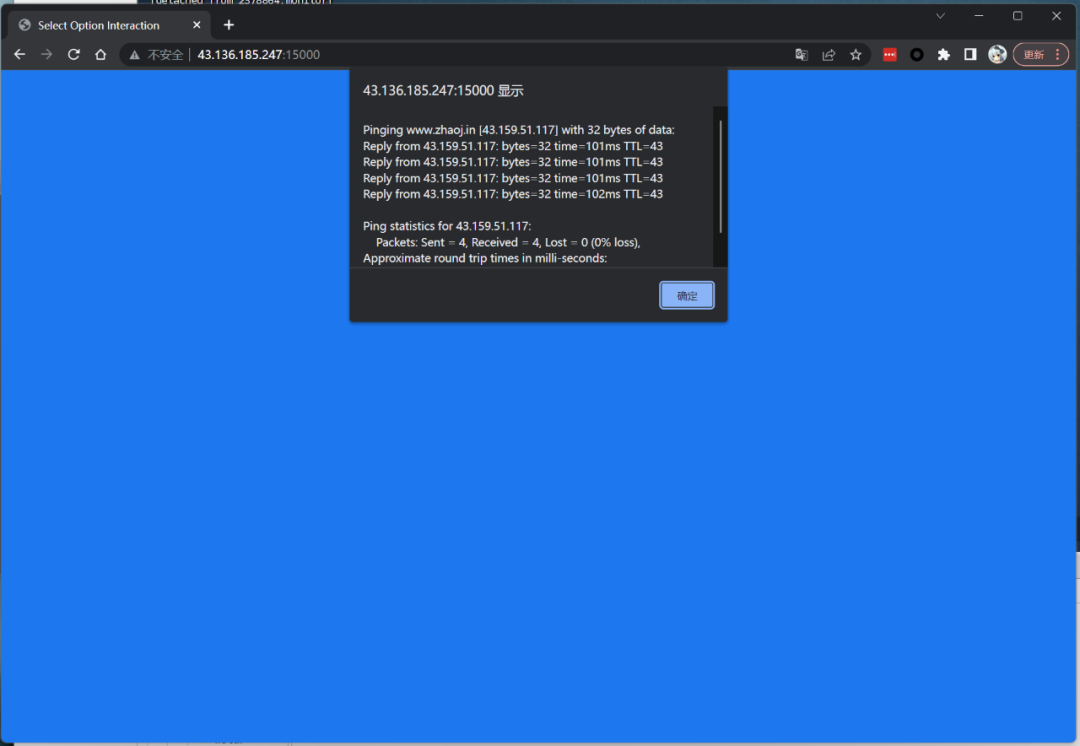 Select Option Interaction
不安全
43.136.185.247:15000
更新
43.136.185.247:15000 显示
Pinging www.zhaoj.in [43.159.51.117] with 32 bytes of data:
Reply from 43.159.51.117: bytes=32 time=101ms TTL=43
Reply from 43.159.51.117: bytes=32 time=101ms TTL=43
Reply from 43.159.51.117: bytes=32 time=101ms TTL=43
Reply from 43.159.51.117: bytes=32 time=102ms TTL=43
Ping statistics for 43.159.51.117:
Packets: Sent = 4, Received = 4, Lost = 0 (0% loss),
Approximate round trip times in milli-seconds:
确定